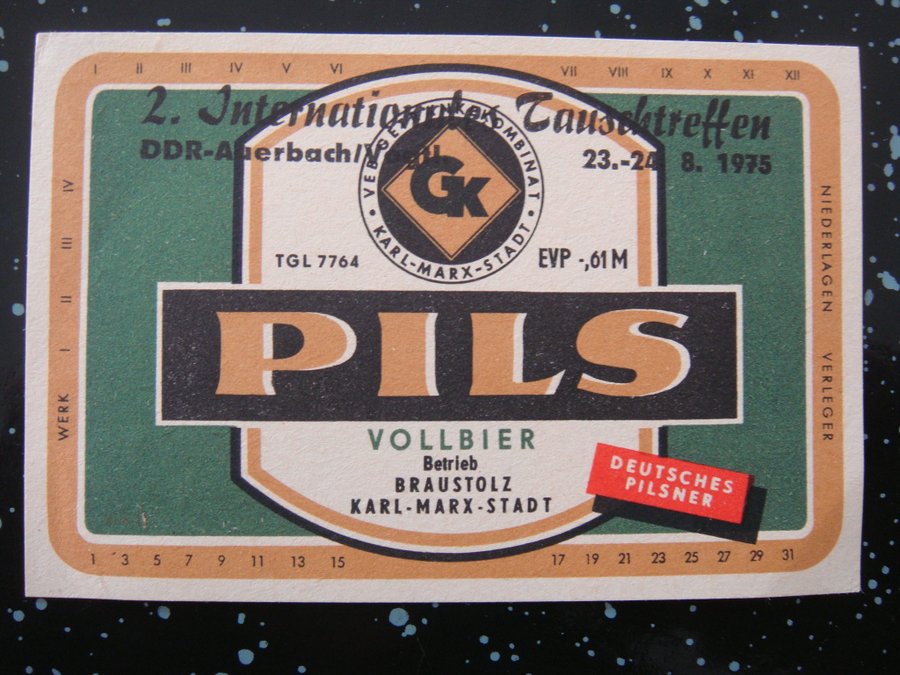 I II III IV V VI VII VIII IX X XI XII
2. Internationales Tauschtreffen
DDR-Auerbach/Vogtl. 23.-24. 8. 1975
VEB GETRÄNKEKOMBINAT
GK
• KARL-MARX-STADT •
TGL 7764 EVP -,61 M
PILS
VOLLBIER
Betrieb
BRAUSTOLZ
KARL-MARX-STADT
DEUTSCHES
PILSNER
WERK I II III IV
NIEDERLAGEN VERLEGER
1 3 5 7 9 11 13 15 17 19 21 23 25 27 29 31